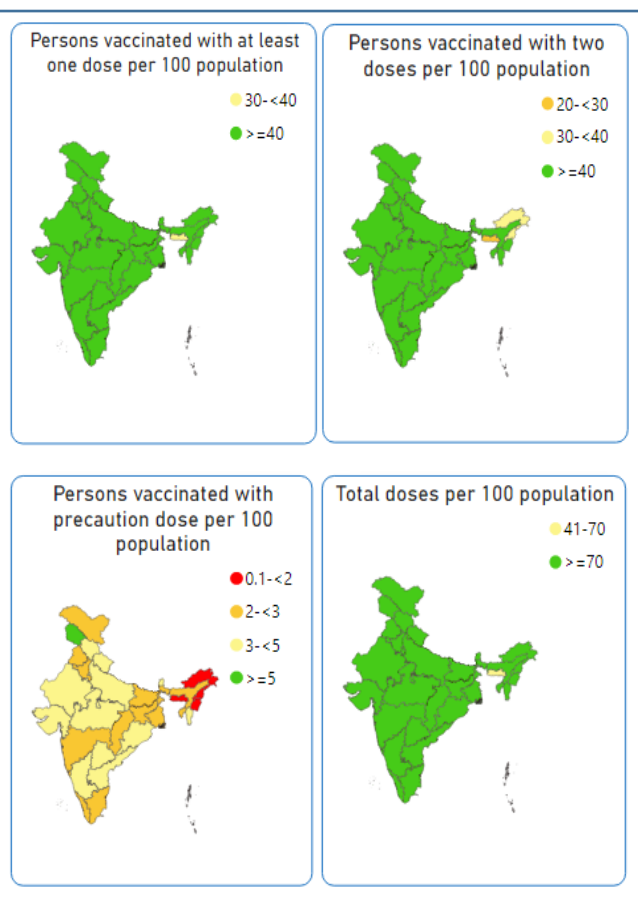 Persons vaccinated with at least
one dose per 100 population
30-<40
>=40
Persons vaccinated with two
doses per 100 population
20-<30
30-<40
>=40
Persons vaccinated with
precaution dose per 100
population
0.1-<2
2-<3
3-<5
>=5
Total doses per 100 population
41-70
>=70